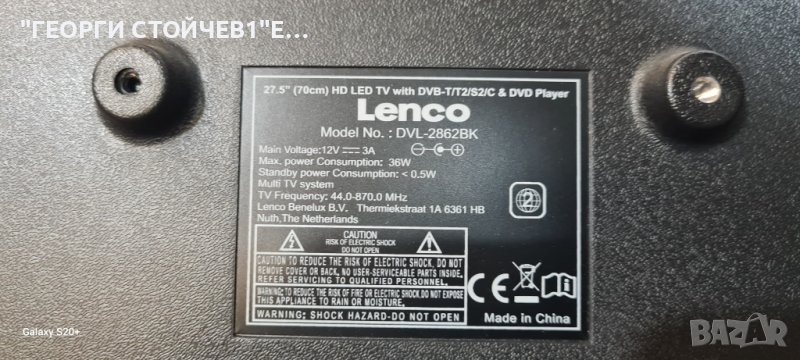 "ГЕОРГИ СТОЙЧЕВ1"Е...
27.5" (70cm) HD LED TV with DVB-T/T2/S2/C & DVD Player
Lenco
Model No. : DVL-2862BK
Main Voltage:12V 3A
Max. power Consumption: 36W
Standby power Consumption: < 0.5W
Multi TV system
TV Frequency: 44.0-870.0 MHz
Lenco Benelux B.V. Thermiekstraat 1A 6361 HB
Nuth,The Netherlands
2
CAUTION
RISK OF ELECTRIC SHOCK
DO NOT OPEN
CAUTION: TO REDUCE THE RISK OF ELECTRIC SHOCK, DO NOT
REMOVE COVER OR BACK, NO USER-SERVICEABLE PARTS INSIDE.
REFER SERVICING TO QUALIFIED PERSONNEL.
WARNING: TO REDUCE THE RISK OF FIRE OR ELECTRIC SHOCK, DO NOT EXPOSE
THIS APPLIANCE TO RAIN OR MOISTURE.
WARNING: SHOCK HAZARD-DO NOT OPEN
CE
Made in China
Galaxy S20+
BAZAR